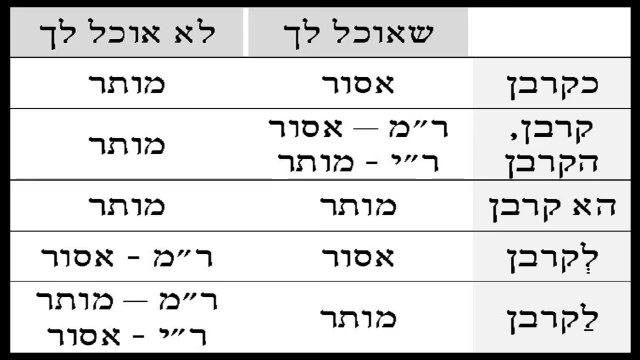 שאוכל לך לא אוכל לך
כקרבן אסור מותר
קרבן, ר״מ — אסור מותר
הקרבן ר״י - מותר
הא קרבן מותר מותר
לְקרבן אסור ר״מ - אסור
לַקרבן מותר ר״מ — מותר
ר״י - אסור